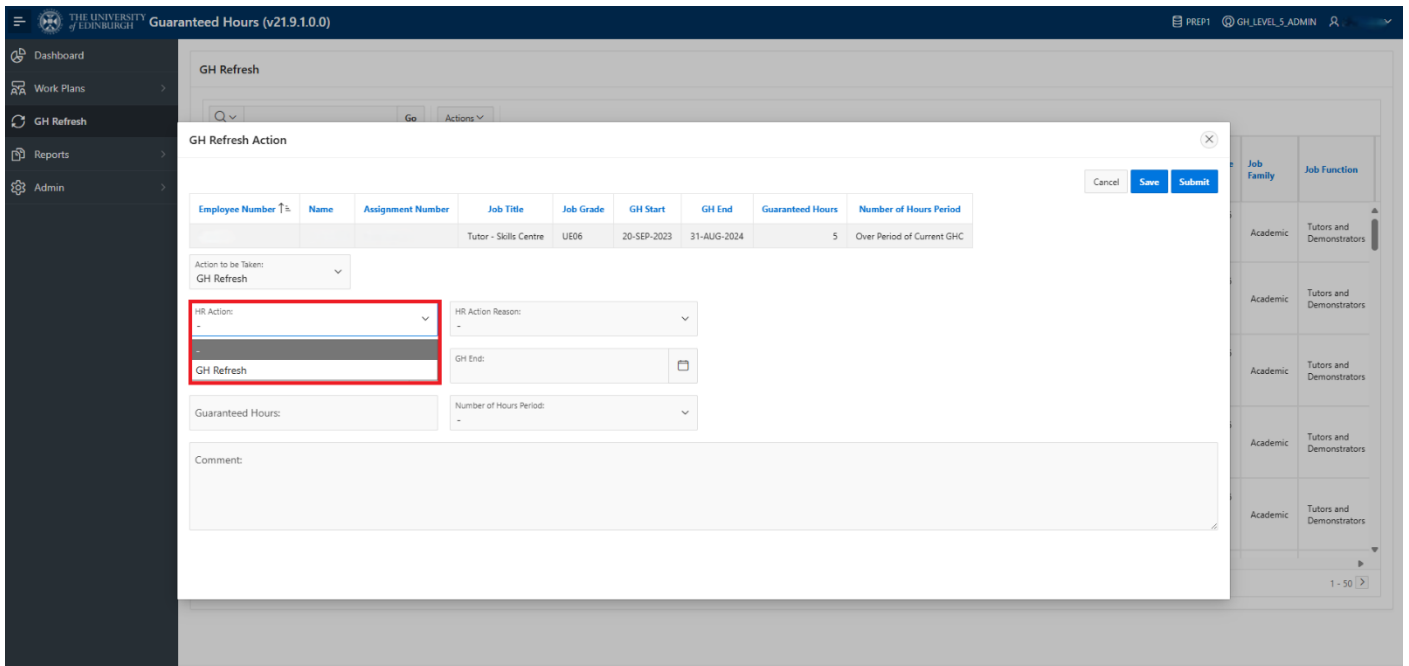 THE UNIVERSITY
of EDINBURGH
Guaranteed Hours (v21.9.1.0.0)
PREP1
GH_LEVEL_5_ADMIN
Dashboard
Work Plans
GH Refresh
Reports
Admin
GH Refresh
Go
Actions
GH Refresh Action
Cancel
Save
Submit
Employee Number Name Assignment Number Job Title Job Grade GH Start GH End Guaranteed Hours Number of Hours Period
Tutor - Skills Centre UE06 20-SEP-2023 31-AUG-2024 5 Over Period of Current GHC
Action to be Taken:
GH Refresh
HR Action:
-
-
GH Refresh
HR Action Reason:
-
GH End:
Guaranteed Hours:
Number of Hours Period:
-
Comment:
Job
Family
Job Function
Academic
Tutors and
Demonstrators
Academic
Tutors and
Demonstrators
Academic
Tutors and
Demonstrators
Academic
Tutors and
Demonstrators
Academic
Tutors and
Demonstrators
1 - 50